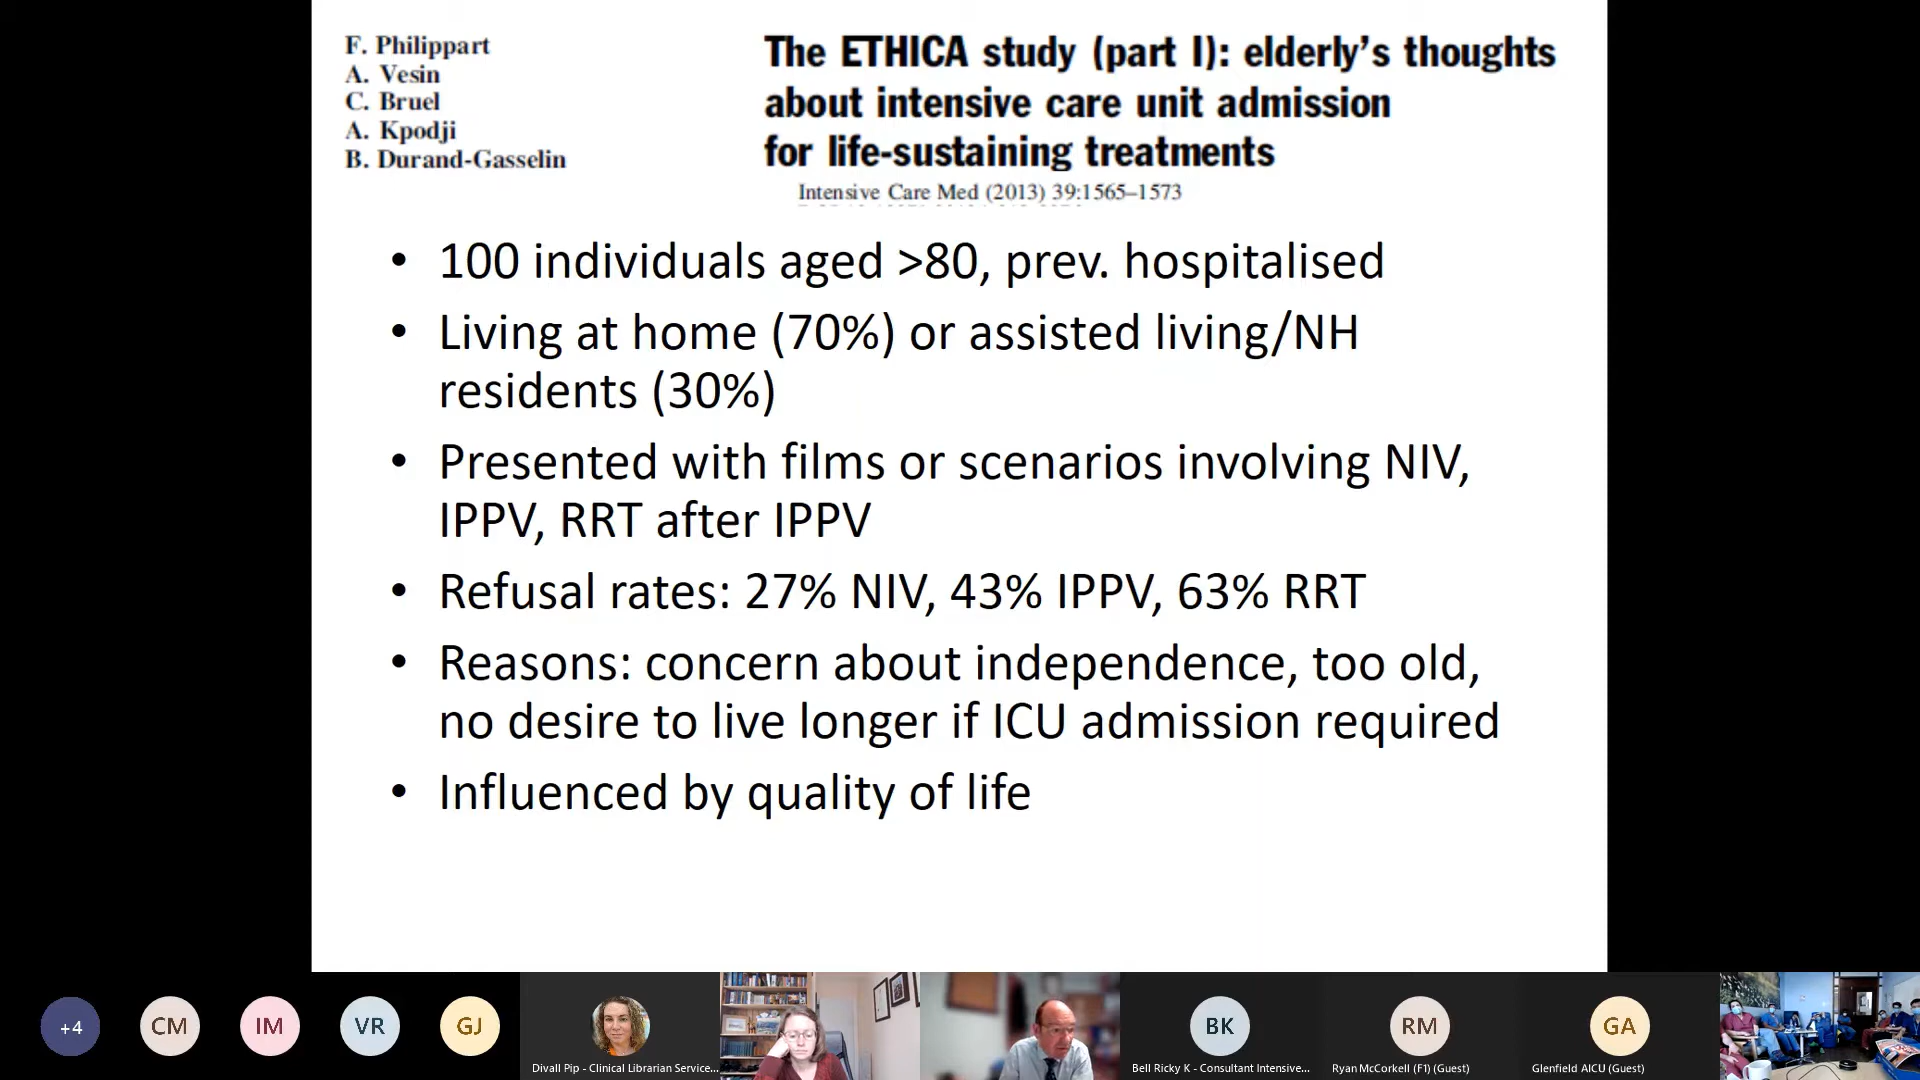 F. Philippart
A. Vesin
C. Bruel
A. Kpodji
B. Durand-Gasselin
The ETHICA study (part I): elderly's thoughts
about intensive care unit admission
for life-sustaining treatments
Intensive Care Med (2013) 39:1565–1573
• 100 individuals aged >80, prev. hospitalised
• Living at home (70%) or assisted living/NH
residents (30%)
• Presented with films or scenarios involving NIV,
IPPV, RRT after IPPV
• Refusal rates: 27% NIV, 43% IPPV, 63% RRT
• Reasons: concern about independence, too old,
no desire to live longer if ICU admission required
• Influenced by quality of life
+4
CM
IM
VR
GJ
BK
RM
GA
Divall Pip - Clinical Librarian Service...
Bell Ricky K - Consultant Intensive...
Ryan McCorkell (F1) (Guest)
Glenfield AICU (Guest)